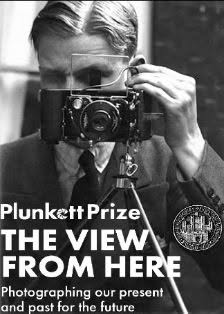 Plunkett Prize
THE VIEW
FROM HERE
Photographing our present
and past for the future